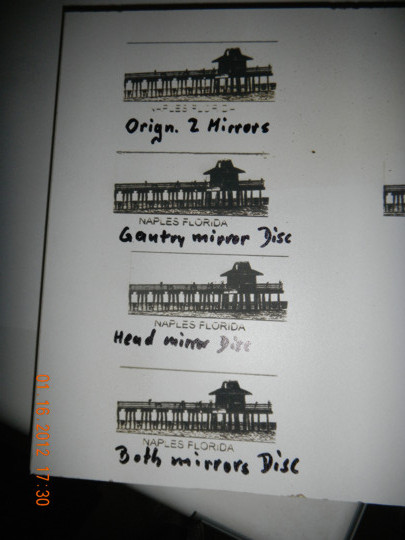 NAPLES FLORIDA
Orign. 2 Mirrors
NAPLES FLORIDA
Gantry mirror Disc
NAPLES FLORIDA
Head mirror Disc
NAPLES FLORIDA
Both mirrors Disc
01 16 2012 17:30